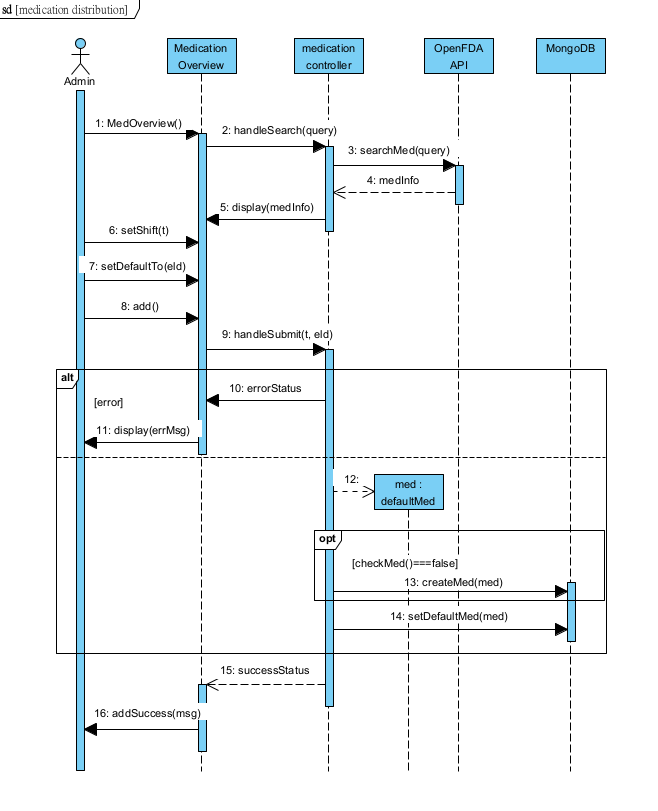 sd [medication distribution]
Admin
Medication
Overview
medication
controller
OpenFDA
API
MongoDB
1: MedOverview()
2: handleSearch(query)
3: searchMed(query)
4: medInfo
5: display(medInfo)
6: setShift(t)
7: setDefaultTo(eId)
8: add()
9: handleSubmit(t, eId)
alt
10: errorStatus
[error]
11: display(errMsg)
12:
med :
defaultMed
opt
[checkMed()===false]
13: createMed(med)
14: setDefaultMed(med)
15: successStatus
16: addSuccess(msg)